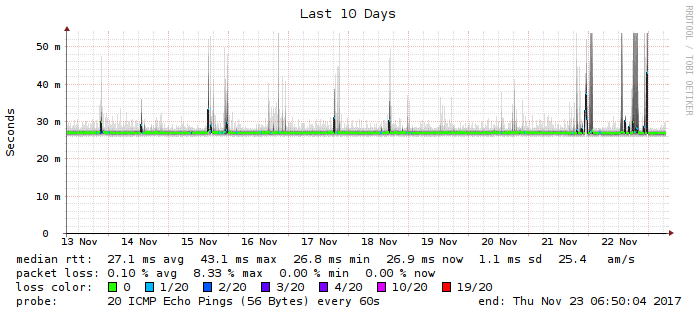 Last 10 Days
RRDTOOL / TOBI OETIKER
Seconds
50 m
40 m
30 m
20 m
10 m
0
13 Nov 14 Nov 15 Nov 16 Nov 17 Nov 18 Nov 19 Nov 20 Nov 21 Nov 22 Nov
median rtt: 27.1 ms avg 43.1 ms max 26.8 ms min 26.9 ms now 1.1 ms sd 25.4 am/s
packet loss: 0.10 % avg 8.33 % max 0.00 % min 0.00 % now
loss color: 0 1/20 2/20 3/20 4/20 10/20 19/20
probe: 20 ICMP Echo Pings (56 Bytes) every 60s end: Thu Nov 23 06:50:04 2017